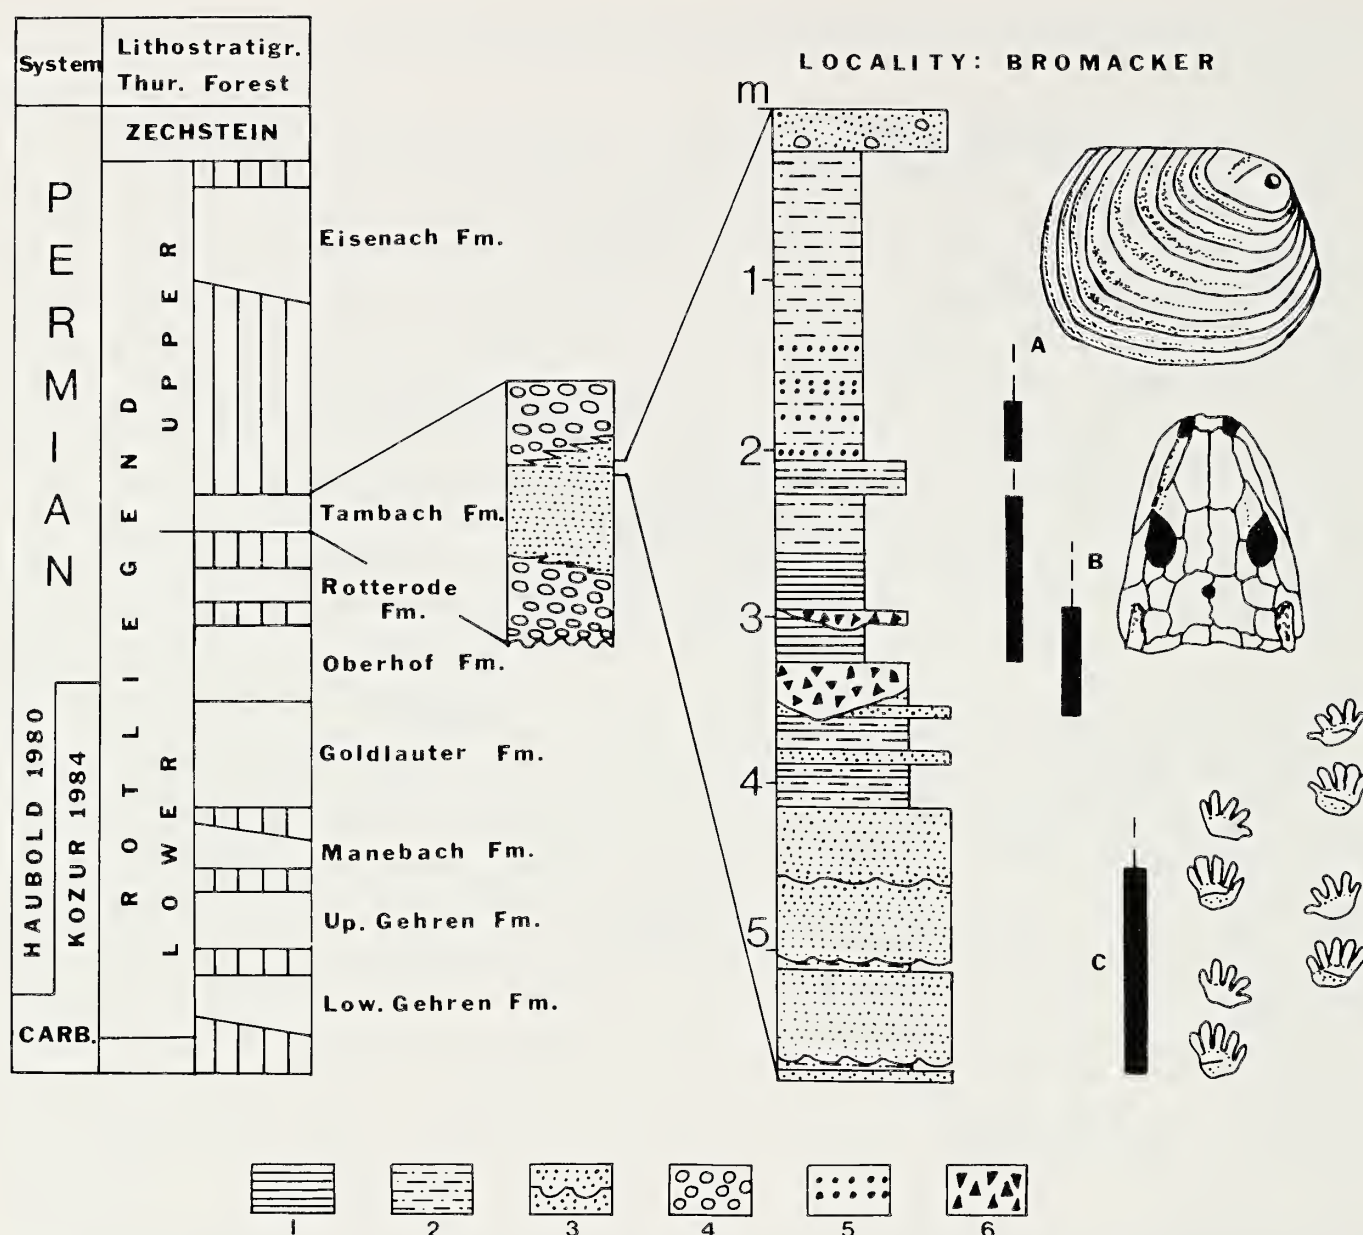 System
Lithostratigr.
Thur. Forest
ZECHSTEIN
PERMIAN
HAUBOLD 1980
KOZUR 1984
CARB.
ROTLIEGEND
UPPER
LOWER
Eisenach Fm.
Tambach Fm.
Rotterode
Fm.
Oberhof Fm.
Goldlauter Fm.
Manebach Fm.
Up. Gehren Fm.
Low. Gehren Fm.
LOCALITY: BROMACKER
m
1
2
3
4
5
A
B
C
1
2
3
4
5
6